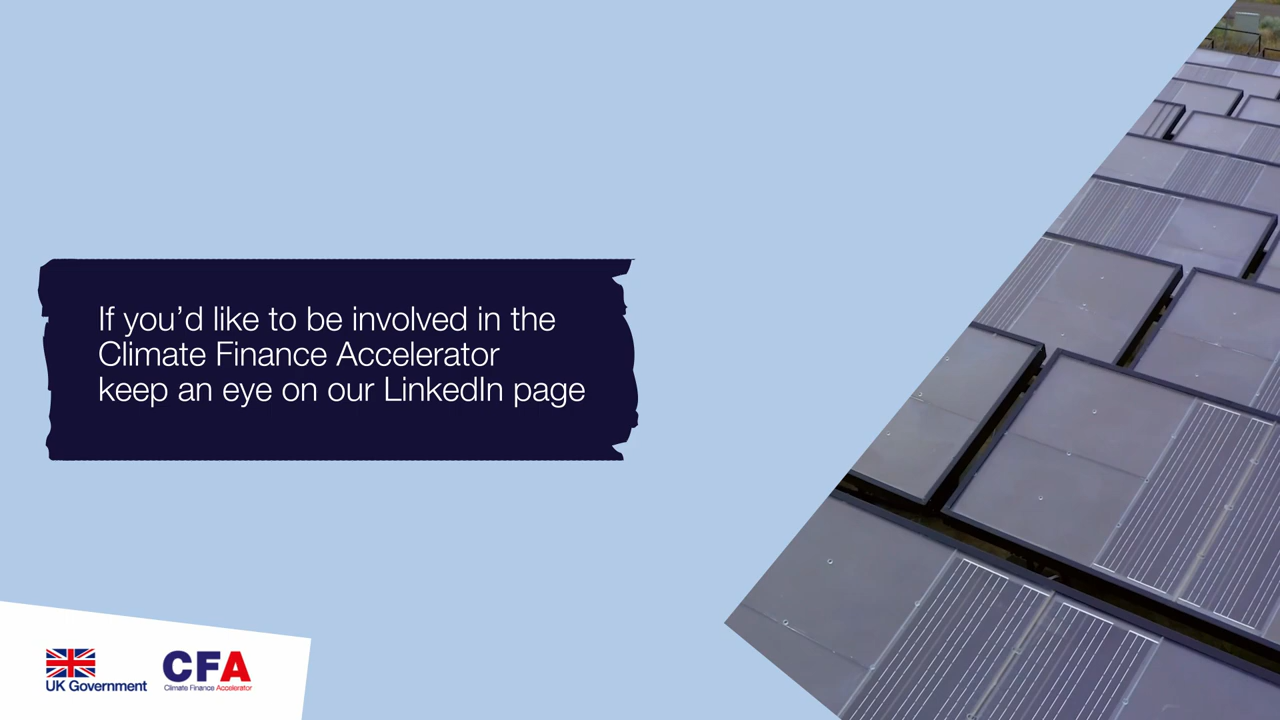 If you’d like to be involved in the
Climate Finance Accelerator
keep an eye on our LinkedIn page
UK Government
CFA
Climate Finance Accelerator